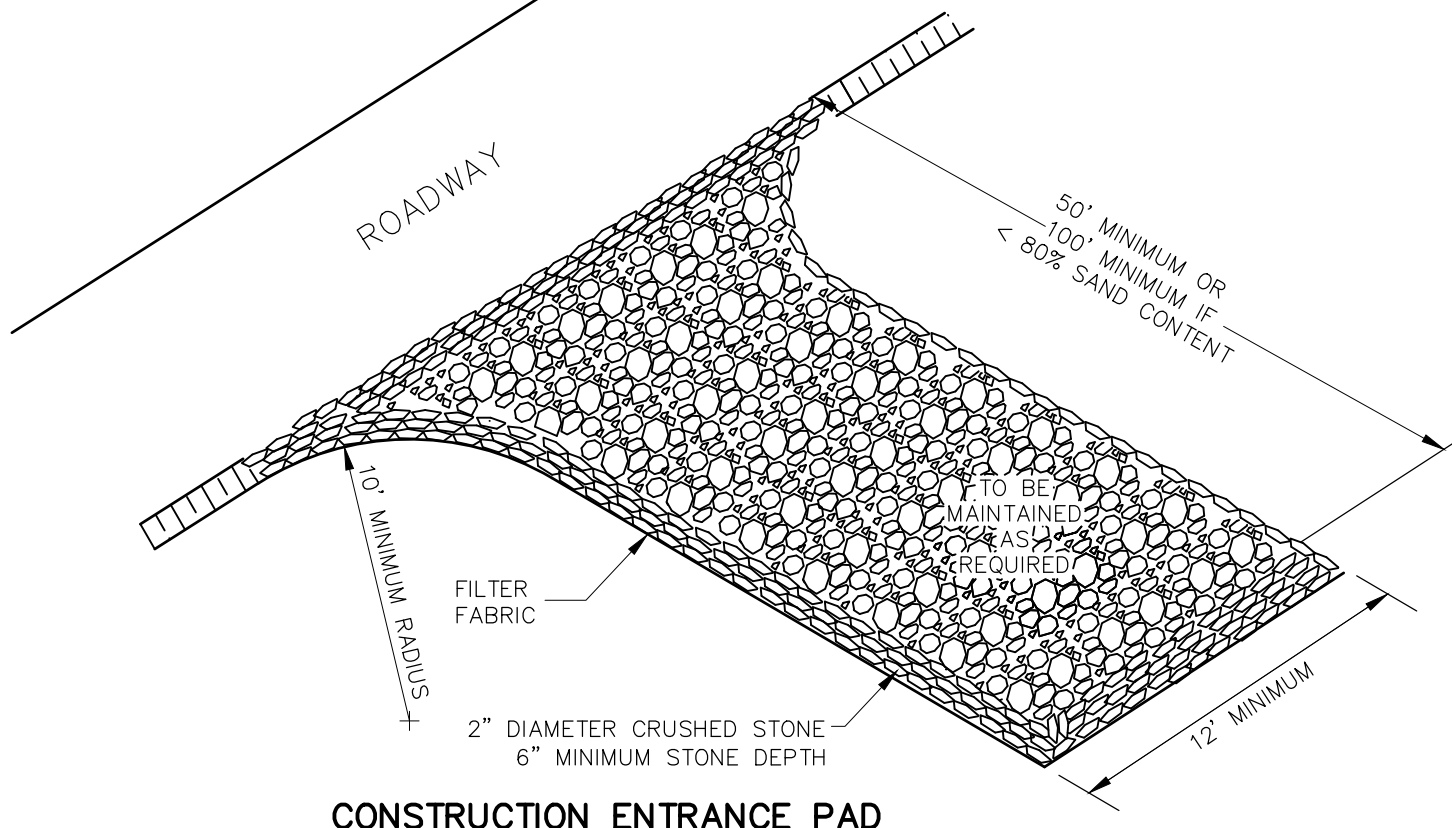 ROADWAY
50' MINIMUM OR
100' MINIMUM IF
< 80% SAND CONTENT
TO BE
MAINTAINED
AS
REQUIRED
10' MINIMUM RADIUS
FILTER
FABRIC
12' MINIMUM
2" DIAMETER CRUSHED STONE
6" MINIMUM STONE DEPTH
CONSTRUCTION ENTRANCE PAD